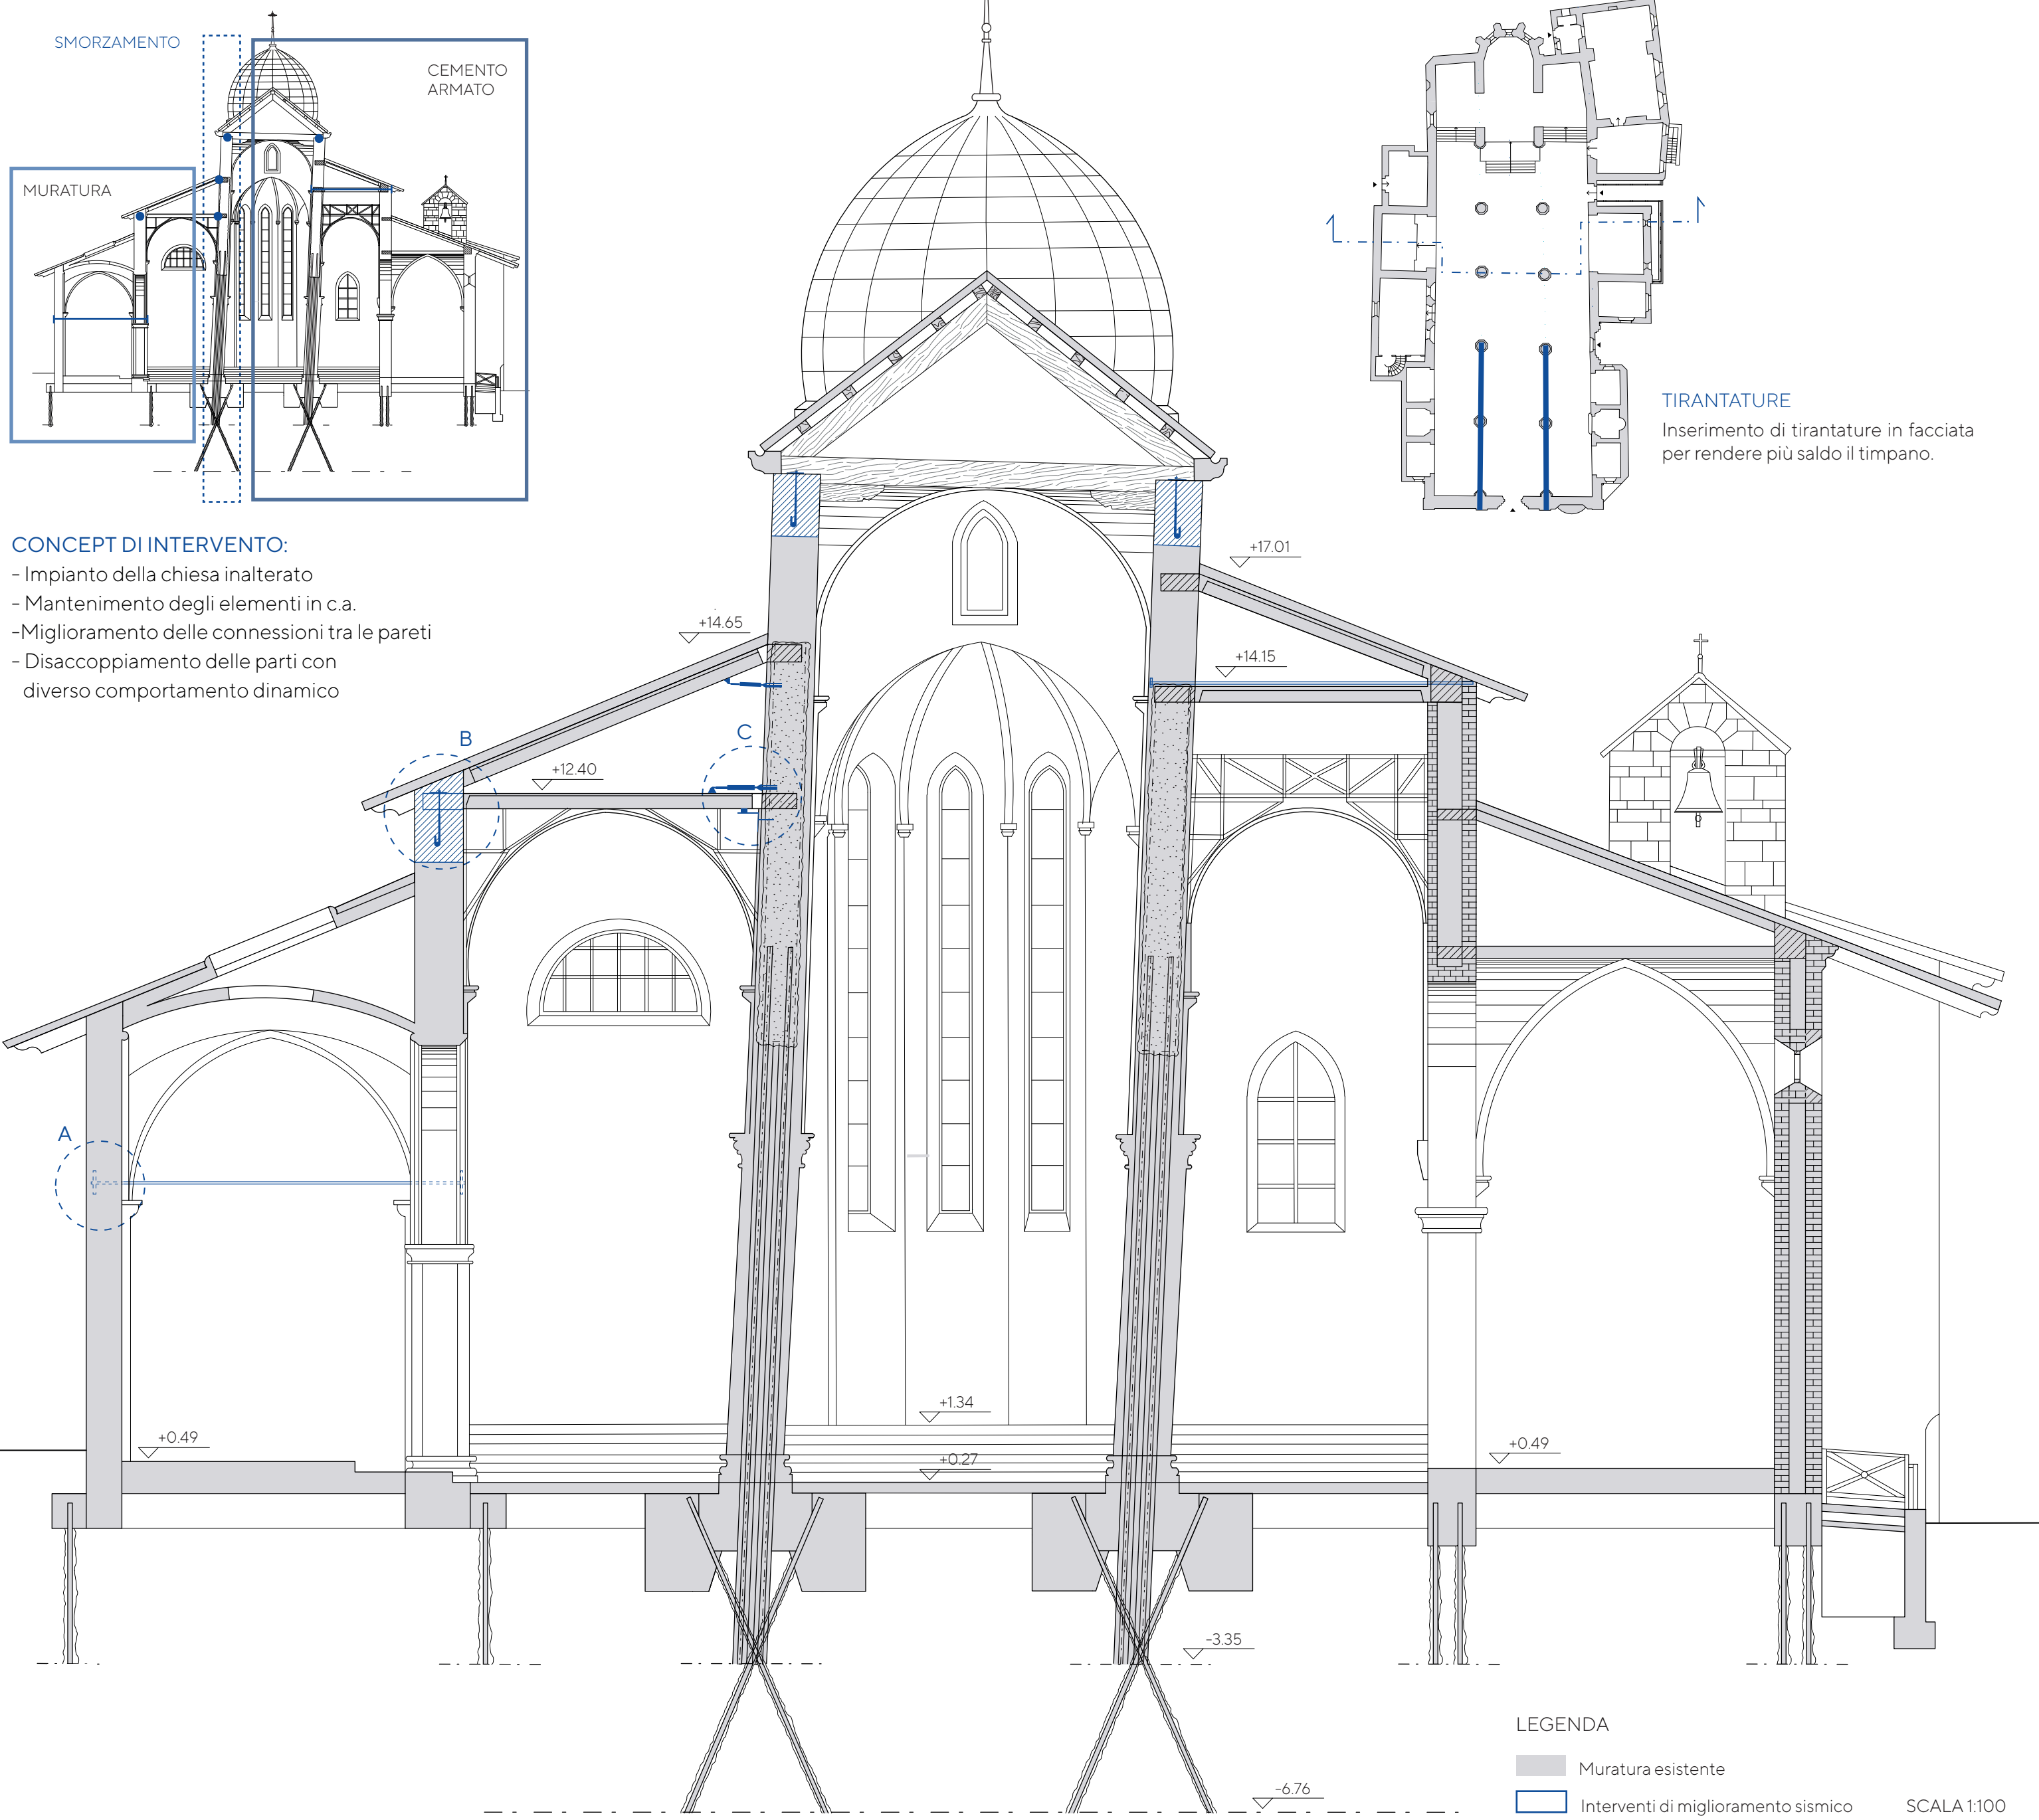 SMORZAMENTO
CEMENTO
ARMATO
MURATURA
CONCEPT DI INTERVENTO:
- Impianto della chiesa inalterato
- Mantenimento degli elementi in c.a.
-Miglioramento delle connessioni tra le pareti
- Disaccoppiamento delle parti con
diverso comportamento dinamico
1
1
TIRANTATURE
Inserimento di tirantature in facciata
per rendere più saldo il timpano.
+17.01
+14.65
+14.15
B
C
+12.40
A
+1.34
+0.49
+0.27
+0.49
-3.35
-6.76
LEGENDA
Muratura esistente
Interventi di miglioramento sismico
SCALA 1:100